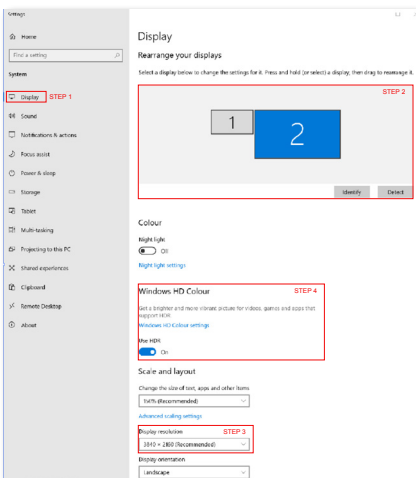 Settings
Home
Find a setting
System
Display STEP 1
Sound
Notifications & actions
Focus assist
Power & sleep
Storage
Tablet
Multi-tasking
Projecting to this PC
Shared experiences
Clipboard
Remote Desktop
About
Display
Rearrange your displays
Select a display below to change the settings for it. Press and hold (or select) a display, then drag to rearrange it.
STEP 2
1
2
Identify Detect
Colour
Night light
Off
Night light settings
Windows HD Colour STEP 4
Get a brighter and more vibrant picture for videos, games and apps that
support HDR
Windows HD Colour settings
Use HDR
On
Scale and layout
Change the size of text, apps and other items
150% (Recommended)
Advanced scaling settings
Display resolution STEP 3
3840 × 2160 (Recommended)
Display orientation
Landscape